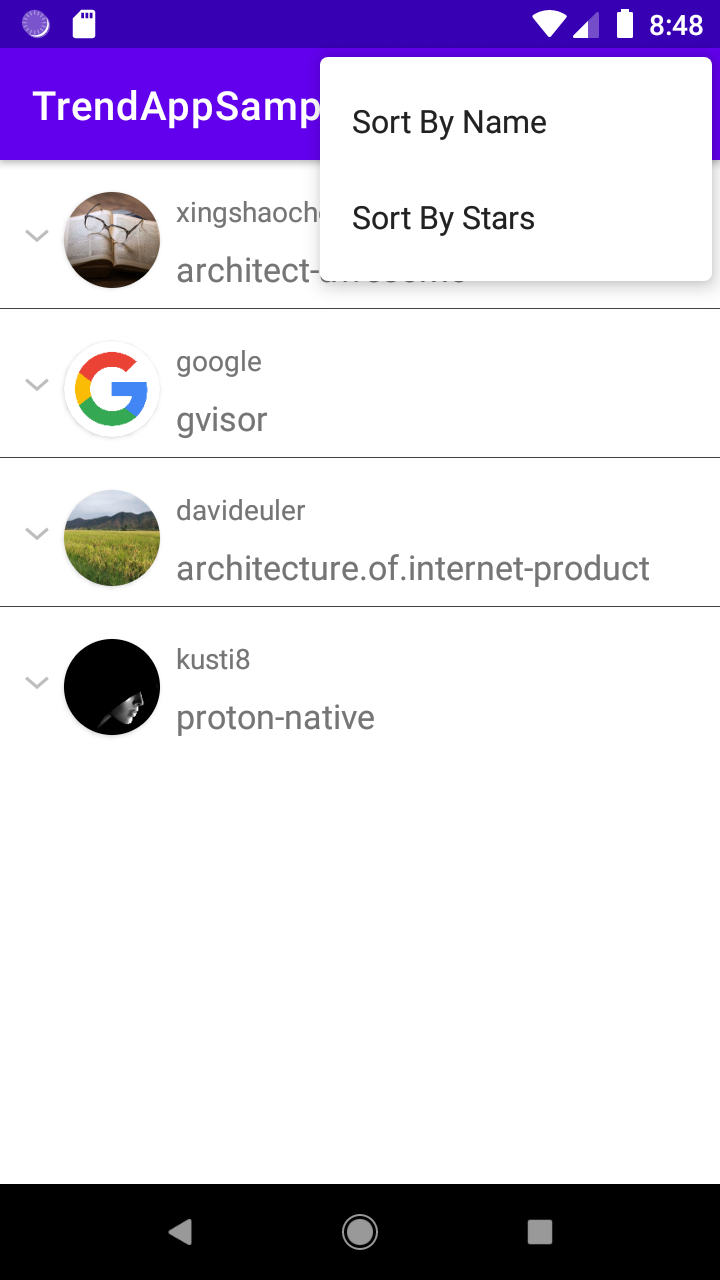 8:48
TrendAppSamp
Sort By Name
Sort By Stars
xingshaoch
architect-
google
gvisor
davideuler
architecture.of.internet-product
kusti8
proton-native